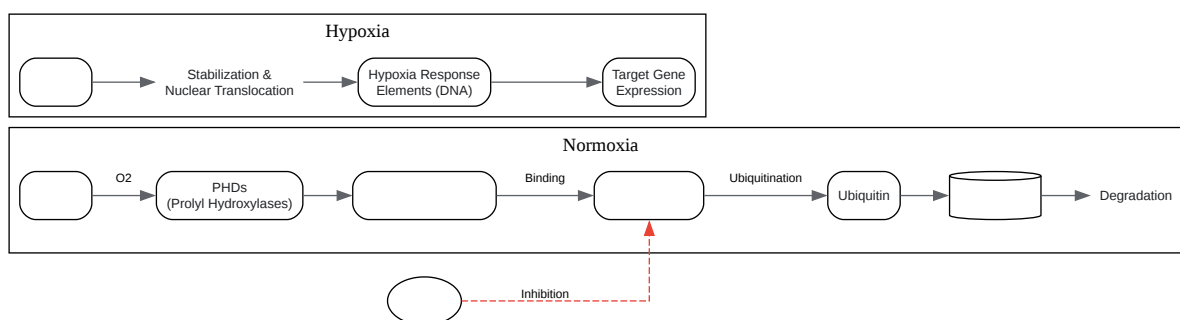 Hypoxia
Stabilization &
Nuclear Translocation
Hypoxia Response
Elements (DNA)
Target Gene
Expression
Normoxia
O2
PHDs
(Prolyl Hydroxylases)
Binding
Ubiquitination
Ubiquitin
Degradation
Inhibition